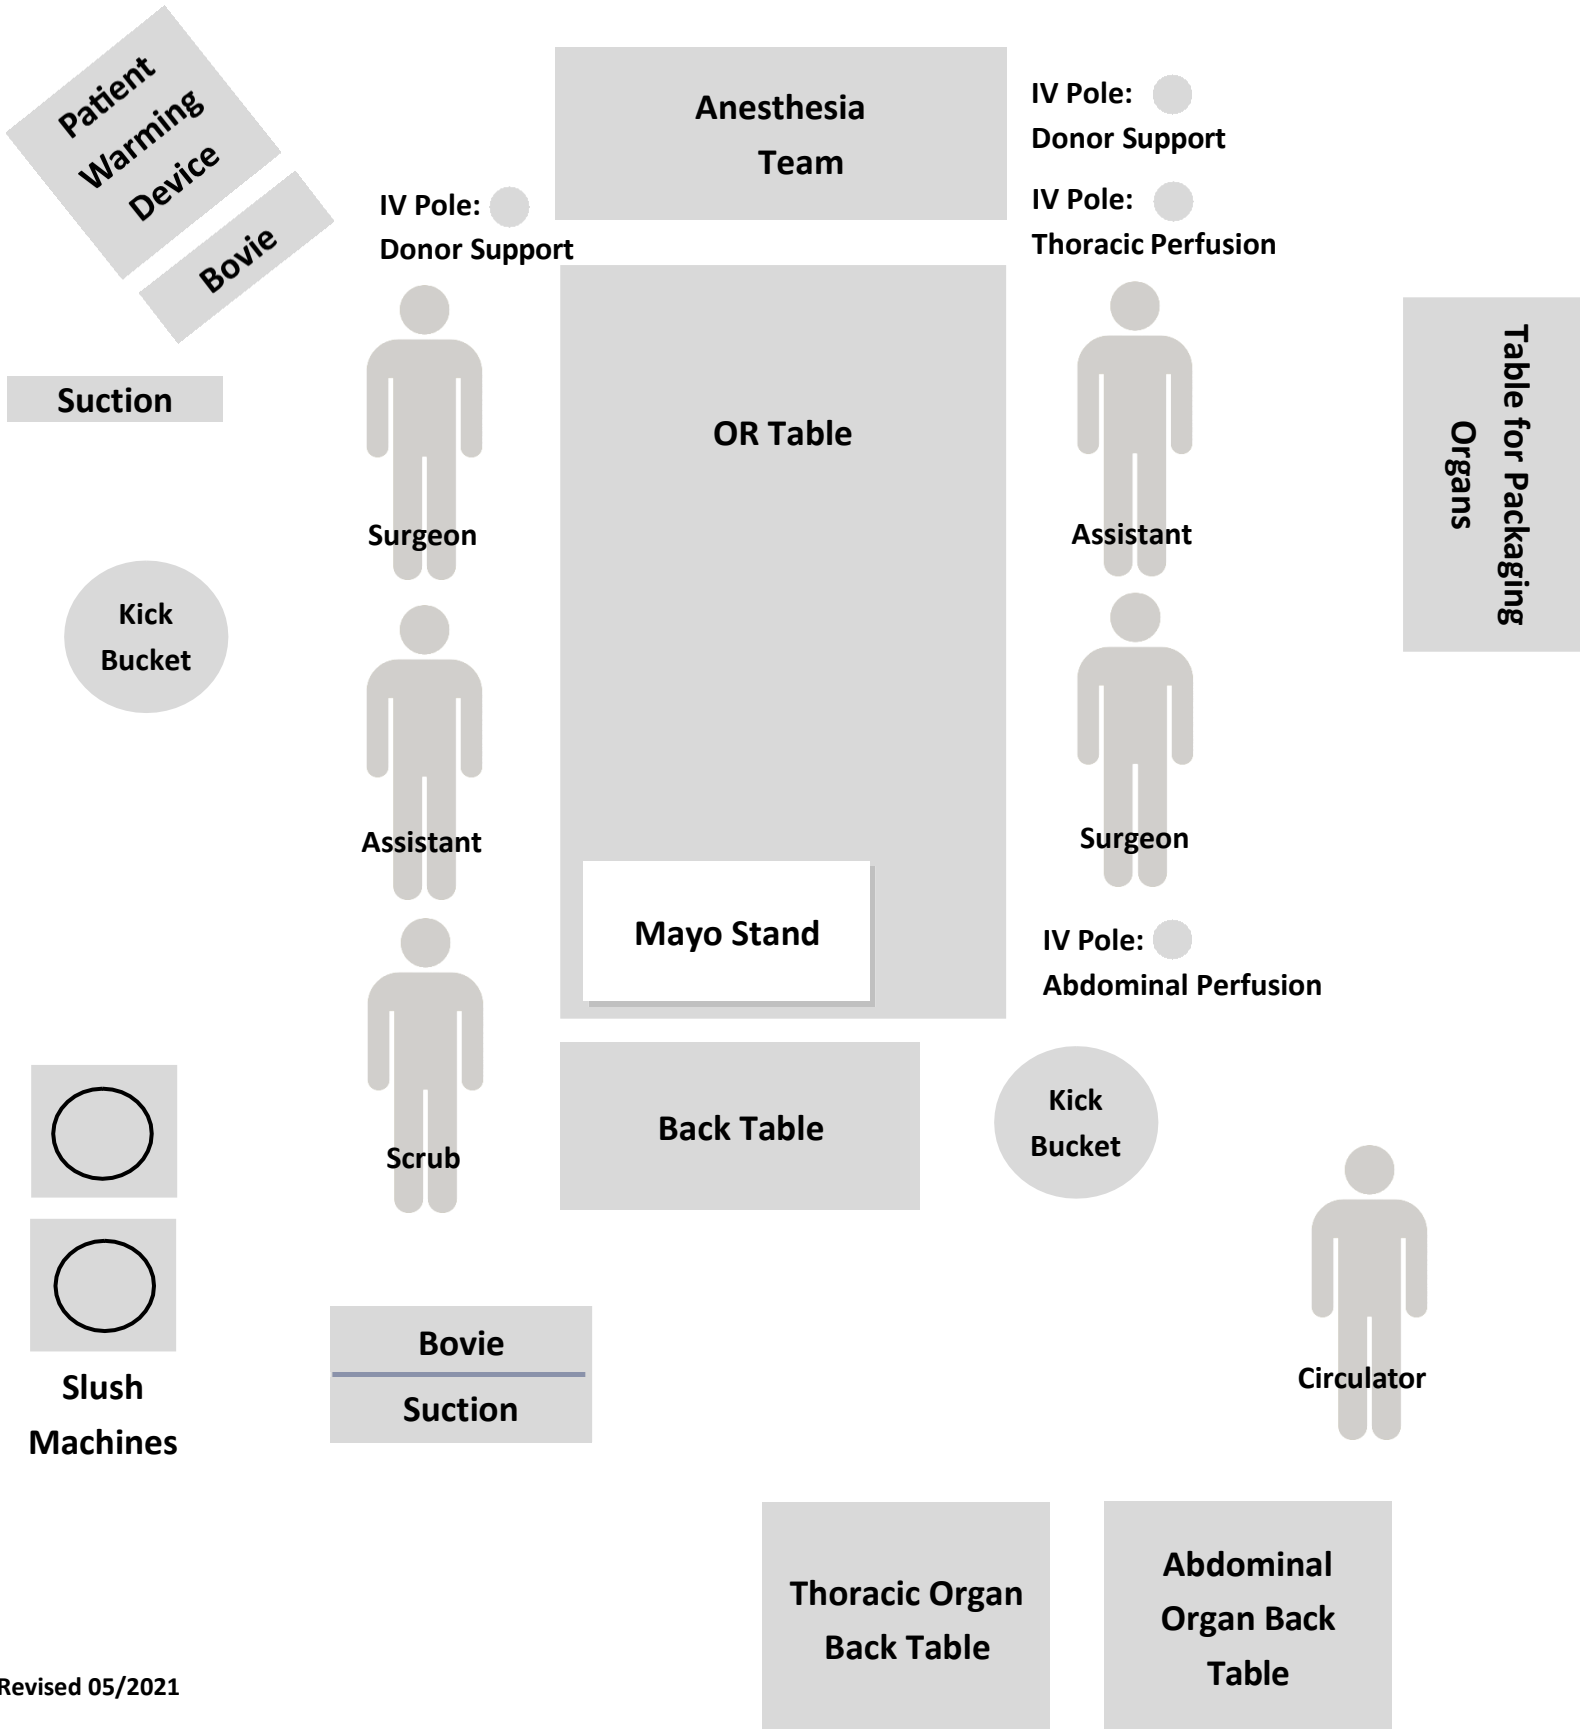 Patient
Warming
Device
Bovie
Anesthesia
Team
IV Pole:
Donor Support
IV Pole:
Donor Support
IV Pole:
Thoracic Perfusion
Suction
OR Table
Table for Packaging
Organs
Surgeon
Assistant
Kick
Bucket
Assistant
Surgeon
Mayo Stand
IV Pole:
Abdominal Perfusion
Back Table
Kick
Bucket
Scrub
Bovie
Suction
Slush
Machines
Circulator
Thoracic Organ
Back Table
Abdominal
Organ Back
Table
Revised 05/2021